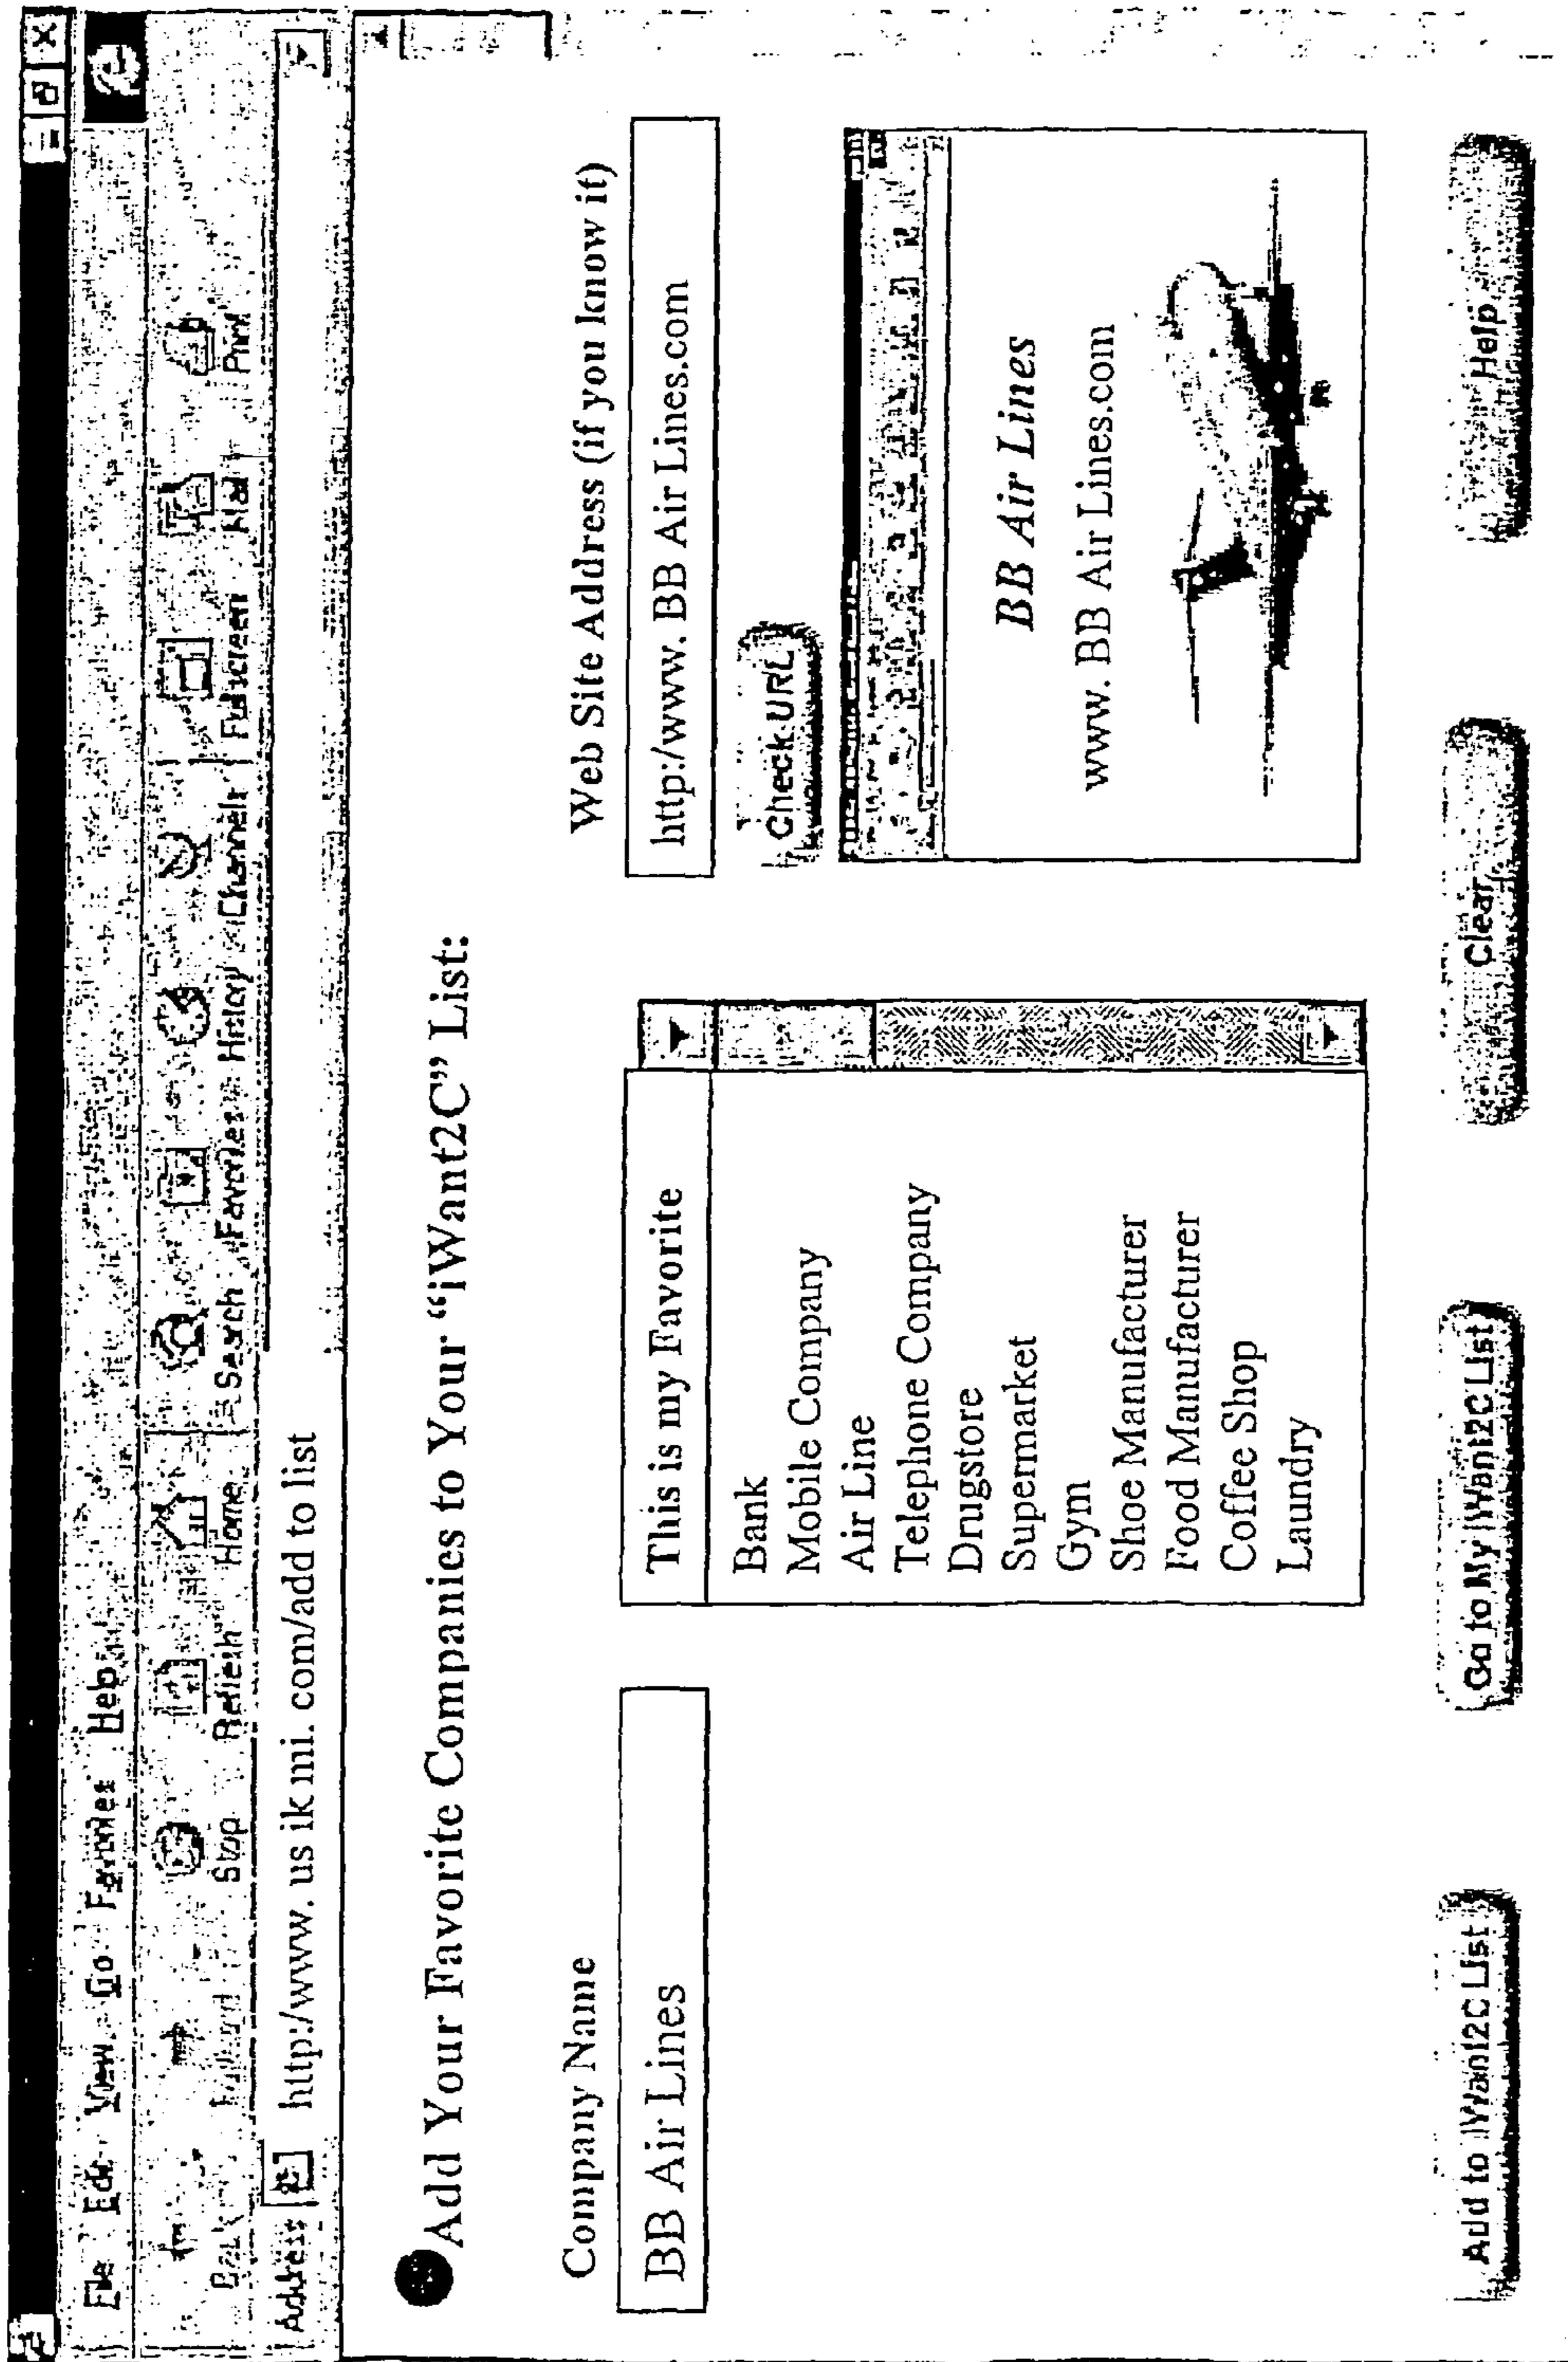 File Edit View Go Favorites Help
Back Forward Stop Refresh Home Search Favorites History Channels Fullscreen Mail Print
Address http:/www. us ik mi. com/add to list
Add Your Favorite Companies to Your “iWant2C” List:
Company Name
BB Air Lines
This is my Favorite
Bank
Mobile Company
Air Line
Telephone Company
Drugstore
Supermarket
Gym
Shoe Manufacturer
Food Manufacturer
Coffee Shop
Laundry
Web Site Address (if you know it)
http:/www. BB Air Lines.com
Check URL
BB Air Lines
www. BB Air Lines.com
Add to iWant2C List
Go to My iWant2C List
Clear
Help